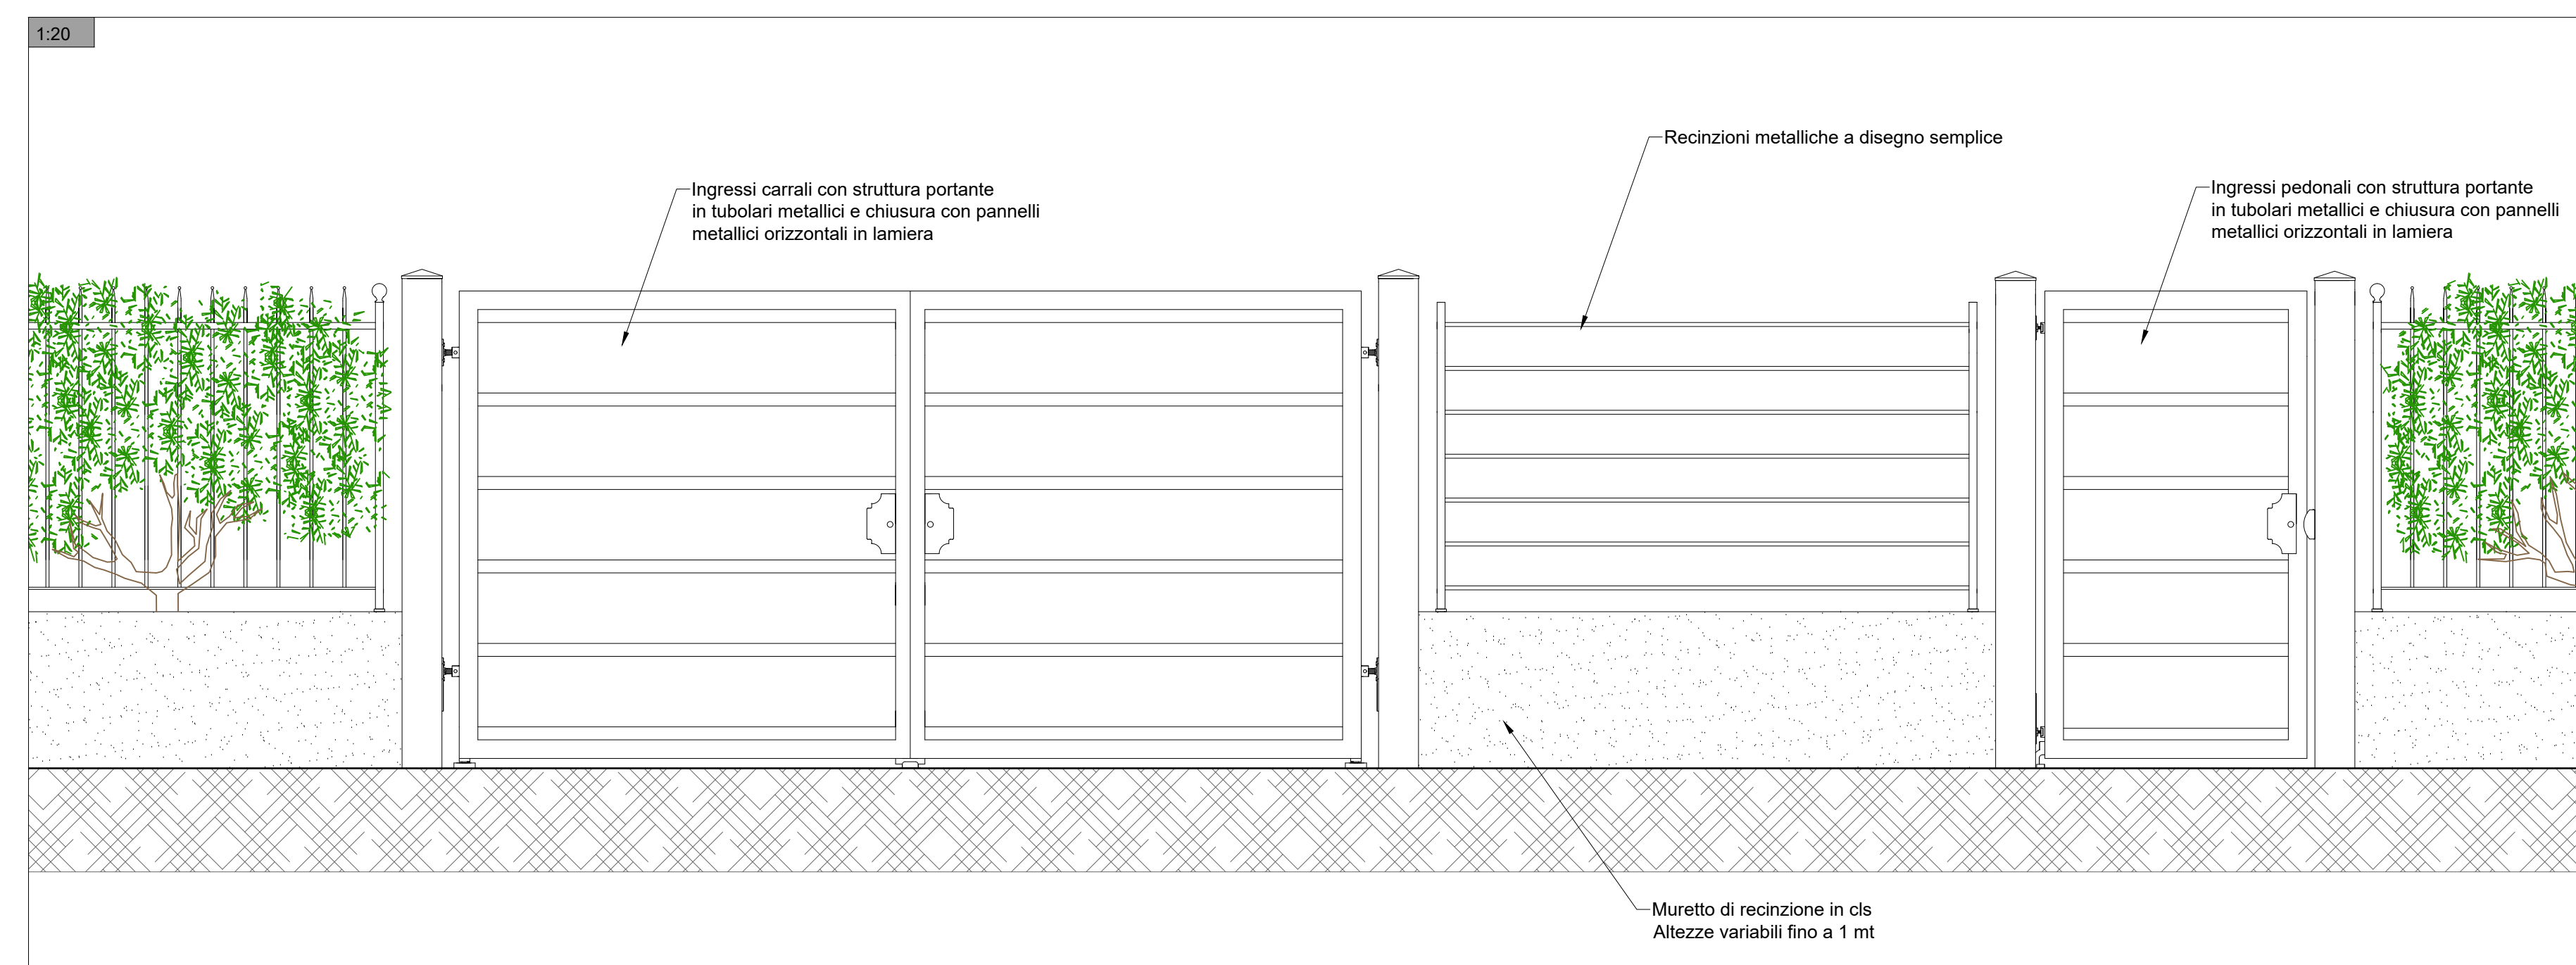 1:20
Recinzioni metalliche a disegno semplice
Ingressi carrali con struttura portante
in tubolari metallici e chiusura con pannelli
metallici orizzontali in lamiera
Ingressi pedonali con struttura portante
in tubolari metallici e chiusura con pannelli
metallici orizzontali in lamiera
Muretto di recinzione in cls
Altezze variabili fino a 1 mt